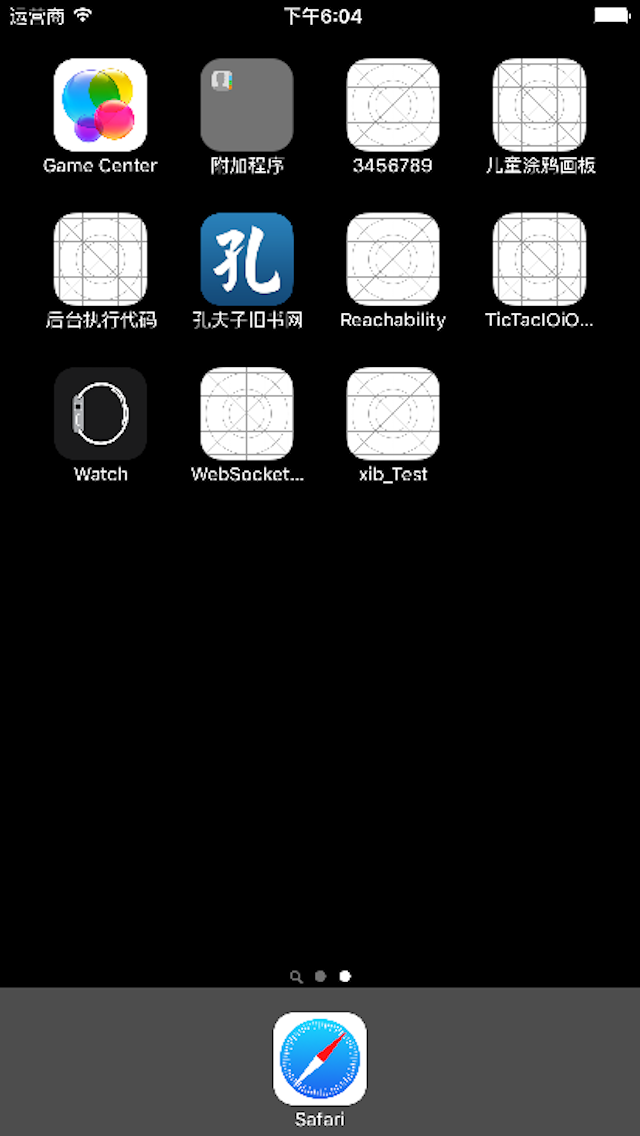 运营商 下午6:04
Game Center 附加程序 3456789 儿童涂鸦画板
孔
后台执行代码 孔夫子旧书网 Reachability TicTacIOiO...
Watch WebSocket... xib_Test
Safari